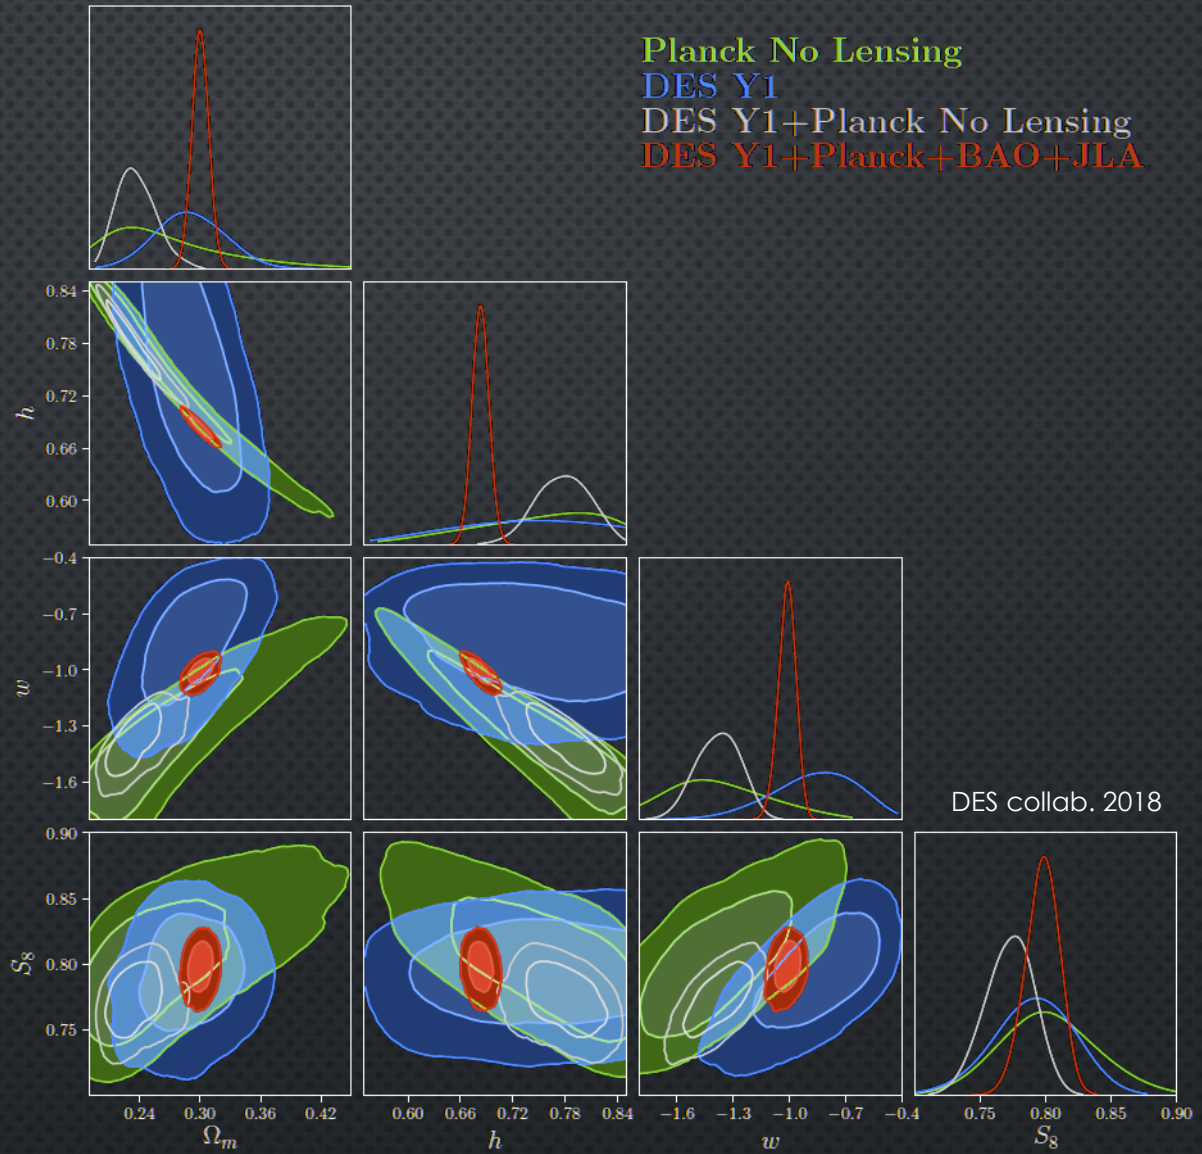 Planck No Lensing
DES Y1
DES Y1+Planck No Lensing
DES Y1+Planck+BAO+JLA
0.84
0.78
0.72
h
0.66
0.60
−0.4
−0.7
−1.0
w
−1.3
−1.6
DES collab. 2018
0.90
0.85
S₈
0.80
0.75
0.24 0.30 0.36 0.42 0.60 0.66 0.72 0.78 0.84 −1.6 −1.3 −1.0 −0.7 −0.4 0.75 0.80 0.85 0.90
Ωₘ h w S₈